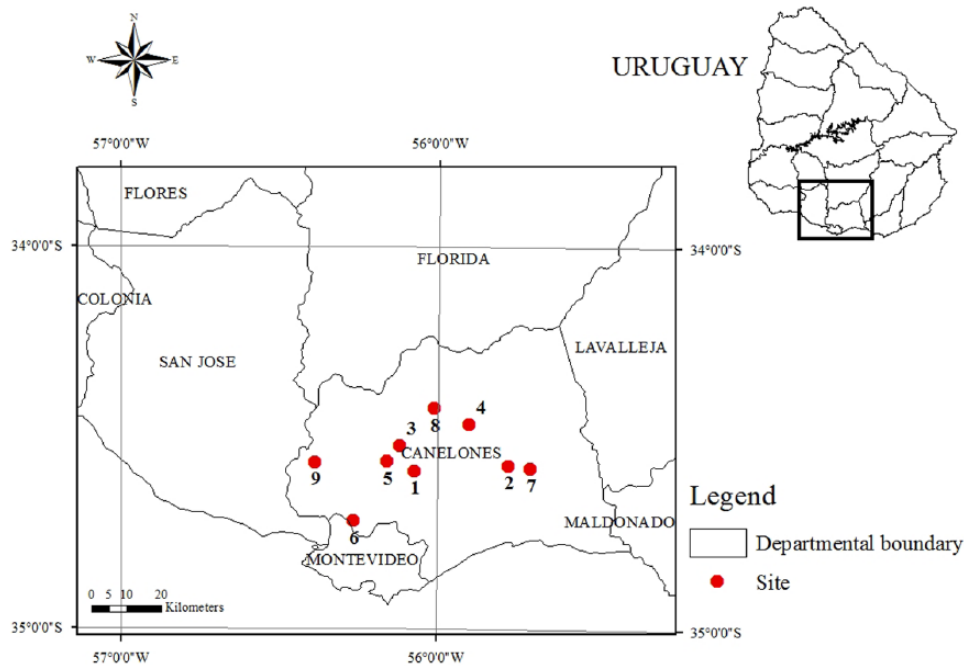 N
W E
S
URUGUAY
57°0'0"W 56°0'0"W
FLORES
34°0'0"S 34°0'0"S
FLORIDA
COLONIA
LAVALLEJA
SAN JOSE
4
8
3
CANELONES
9 5 1 2 7
Legend
MALDONADO
6
Departmental boundary
MONTEVIDEO
Site
0 5 10 20
Kilometers
35°0'0"S 35°0'0"S
57°0'0"W 56°0'0"W